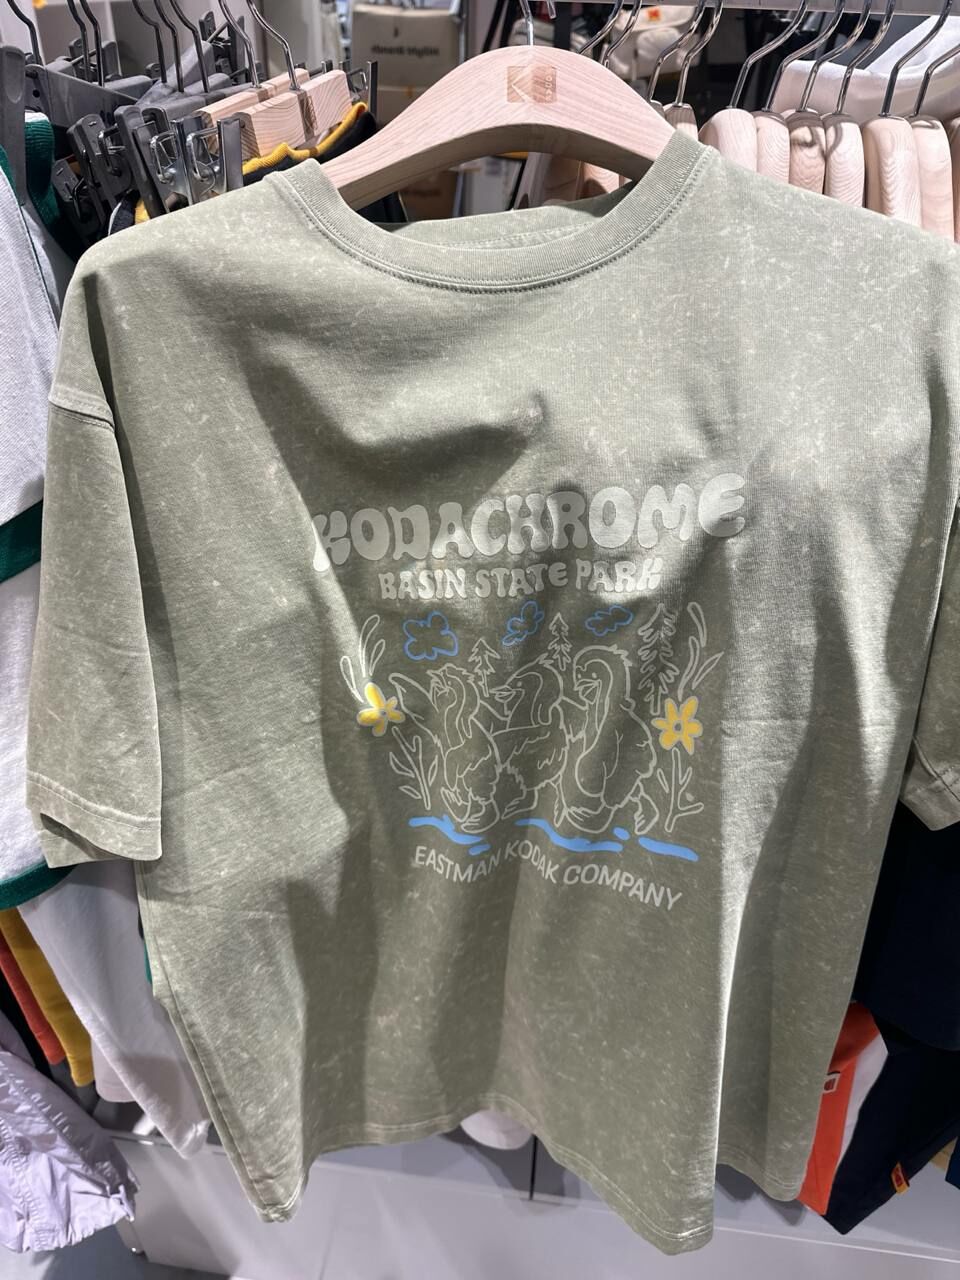 KODACHROME
BASIN STATE PARK
EASTMAN KODAK COMPANY